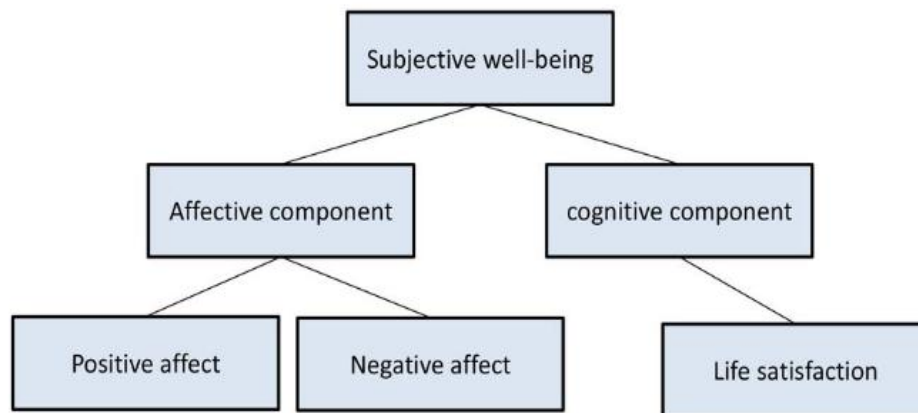 Subjective well-being
Affective component
cognitive component
Positive affect
Negative affect
Life satisfaction